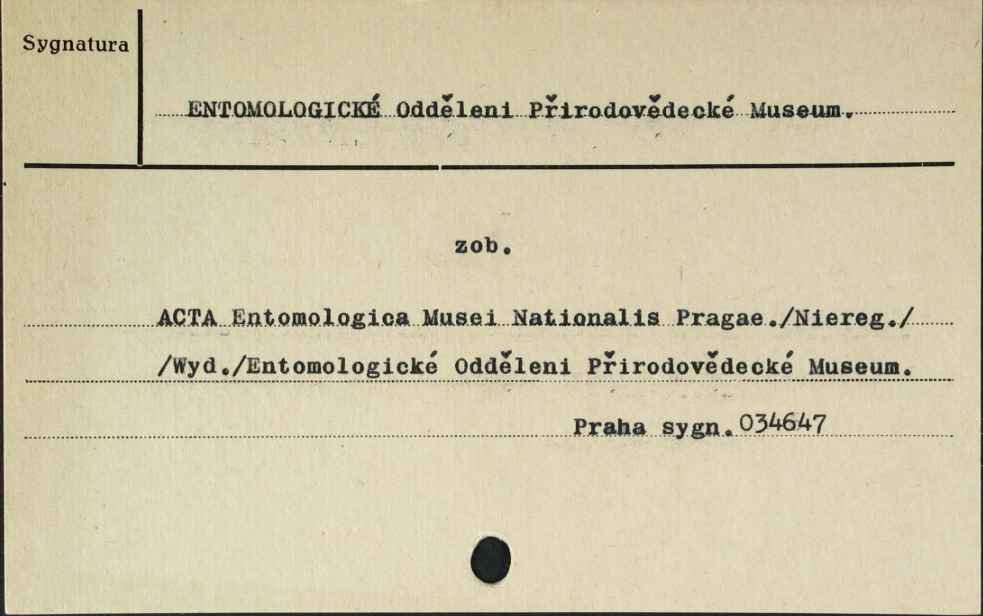 Sygnatura
ENTOMOLOGICKÉ Odděleni Přirodovědecké Museum.
zob.
ACTA Entomologica Musei Nationalis Pragae./Niereg./
/Wyd./Entomologické Odděleni Přirodovědecké Museum.
Praha sygn. 034647